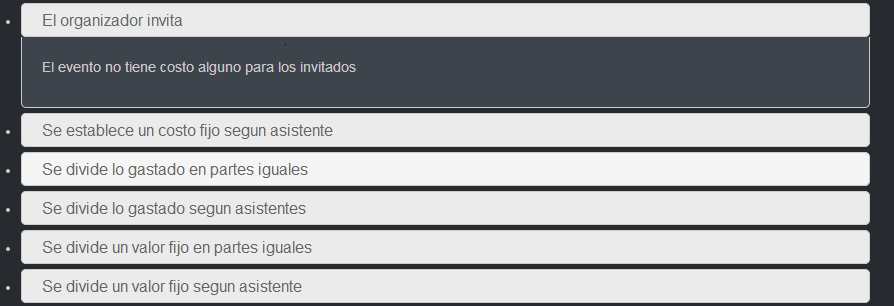 El organizador invita
El evento no tiene costo alguno para los invitados
Se establece un costo fijo segun asistente
Se divide lo gastado en partes iguales
Se divide lo gastado segun asistentes
Se divide un valor fijo en partes iguales
Se divide un valor fijo segun asistente